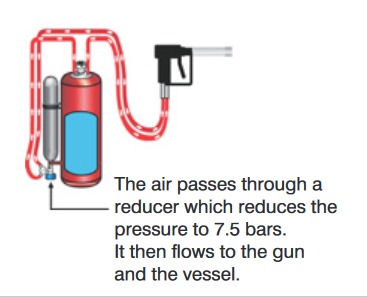 The air passes through a
reducer which reduces the
pressure to 7.5 bars.
It then flows to the gun
and the vessel.